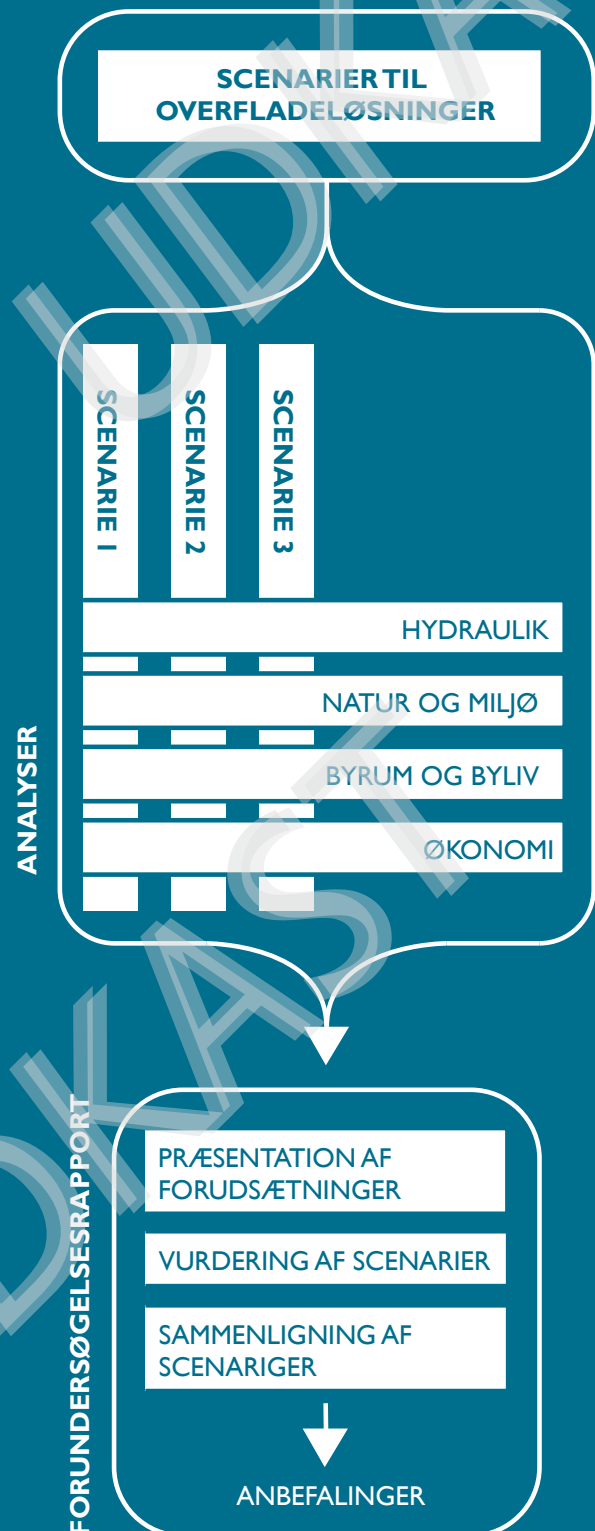 SCENARIER TIL
OVERFLADELØSNINGER
ANALYSER
SCENARIE 1
SCENARIE 2
SCENARIE 3
HYDRAULIK
NATUR OG MILJØ
BYRUM OG BYLIV
ØKONOMI
FORUNDERSØGELSESRAPPORT
PRÆSENTATION AF
FORUDSÆTNINGER
VURDERING AF SCENARIER
SAMMENLIGNING AF
SCENARIGER
ANBEFALINGER
UDKAST